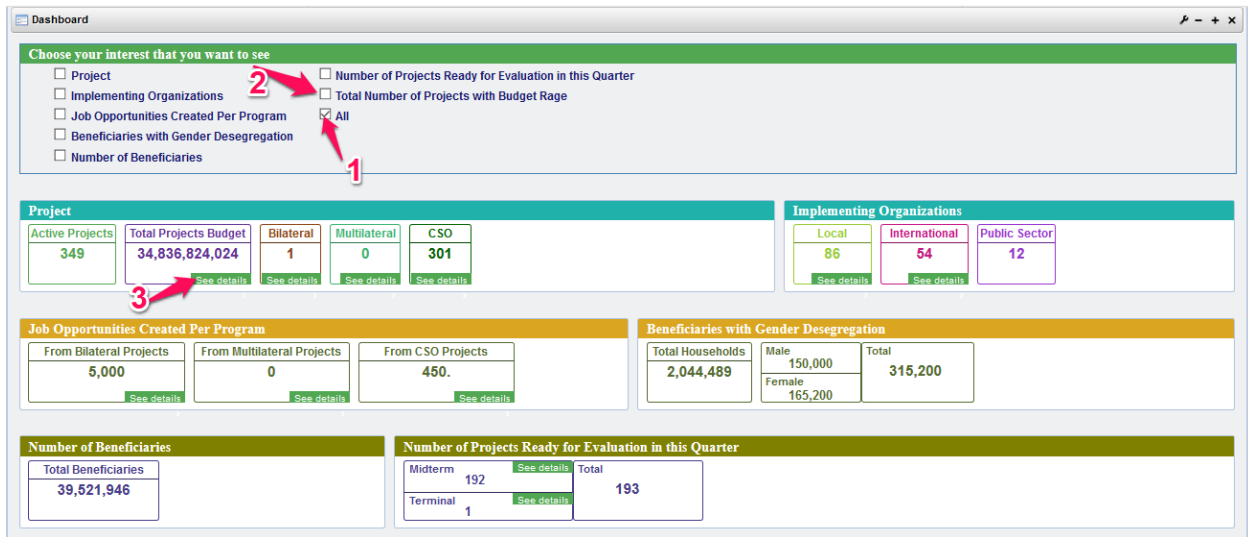 Dashboard
Choose your interest that you want to see
Project
Implementing Organizations
Job Opportunities Created Per Program
Beneficiaries with Gender Desegregation
Number of Beneficiaries
Number of Projects Ready for Evaluation in this Quarter
Total Number of Projects with Budget Rage
All
2
1
Project
Active Projects
349
Total Projects Budget
34,836,824,024
See details
Bilateral
1
See details
Multilateral
0
See details
CSO
301
See details
3
Implementing Organizations
Local
86
See details
International
54
See details
Public Sector
12
Job Opportunities Created Per Program
From Bilateral Projects
5,000
See details
From Multilateral Projects
0
See details
From CSO Projects
450.
See details
Beneficiaries with Gender Desegregation
Total Households
2,044,489
Male
150,000
Female
165,200
Total
315,200
Number of Beneficiaries
Total Beneficiaries
39,521,946
Number of Projects Ready for Evaluation in this Quarter
Midterm
See details
192
Terminal
See details
1
Total
193